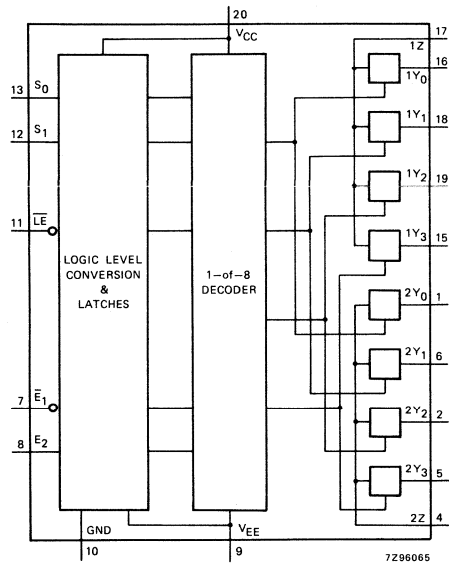 20
VCC
17
1Z
16
1Y0
13 S0
12 S1
1Y1 18
1Y2 19
11 LE
1Y3 15
LOGIC LEVEL
CONVERSION
&
LATCHES
1-of-8
DECODER
2Y0 1
2Y1 6
7 E1
2Y2 2
8 E2
2Y3 5
2Z 4
GND
VEE
10
9
7Z96065